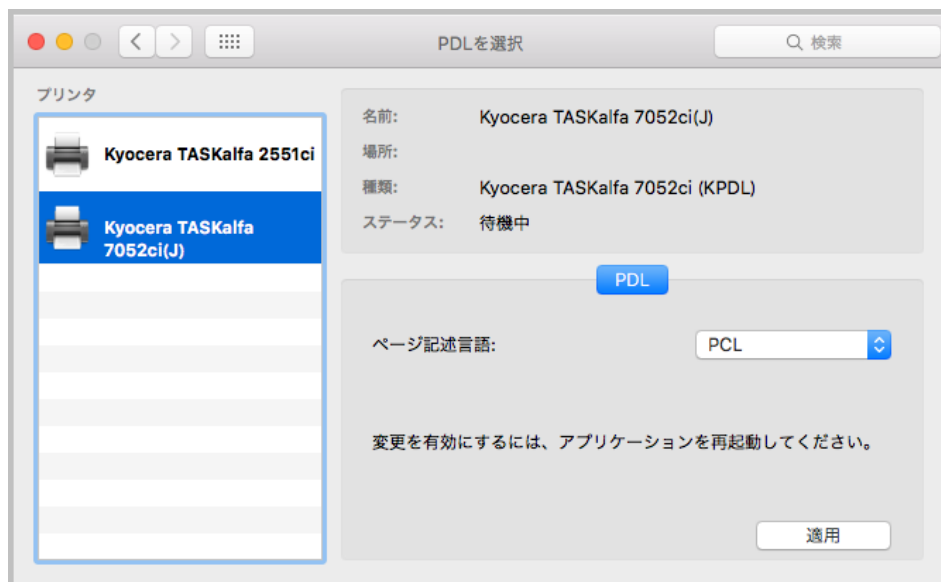 PDLを選択
検索
プリンタ
Kyocera TASKalfa 2551ci
Kyocera TASKalfa
7052ci(J)
名前: Kyocera TASKalfa 7052ci(J)
場所:
種類: Kyocera TASKalfa 7052ci (KPDL)
ステータス: 待機中
PDL
ページ記述言語: PCL
変更を有効にするには、アプリケーションを再起動してください。
適用